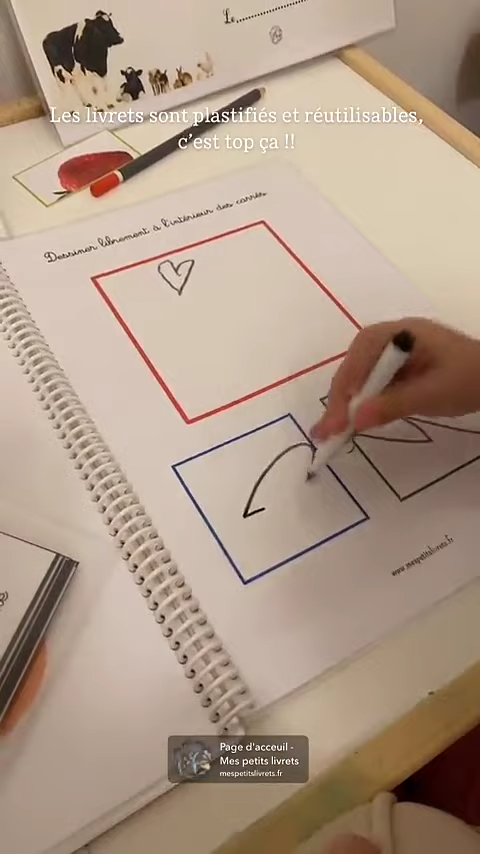 Le..............
Les livrets sont plastifiés et réutilisables,
c'est top ça !!
Dessiner librement à l'intérieur des carrés
www.mespetitslivrets.fr
Page d'acceuil -
Mes petits livrets
mespetitslivrets.fr